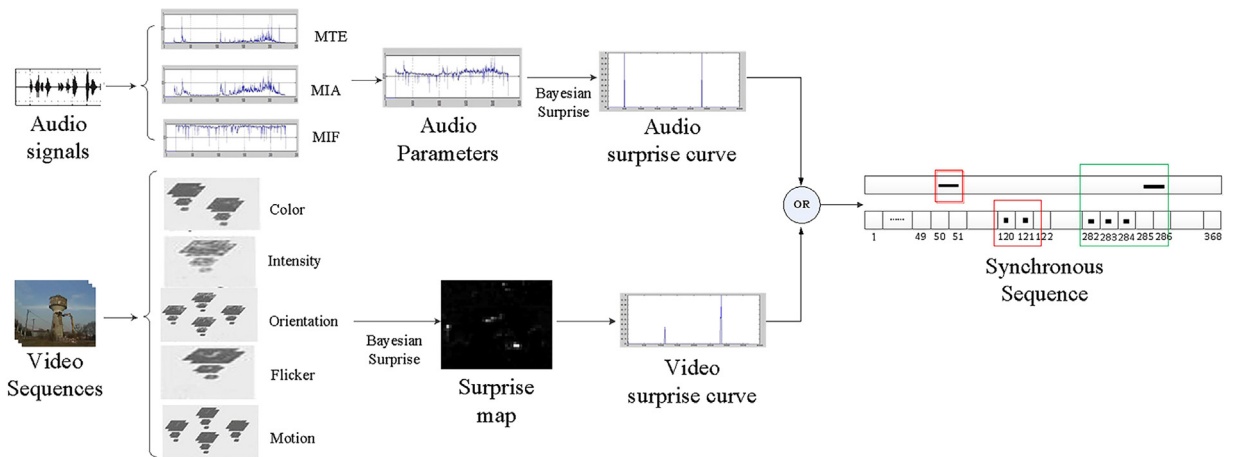 MTE
MIA
MIF
Audio
signals
Audio
Parameters
Bayesian
Surprise
Audio
surprise curve
Color
Intensity
Orientation
Flicker
Motion
Video
Sequences
Bayesian
Surprise
Surprise
map
Video
surprise curve
OR
1 49 50 51 120 121 122 282 283 284 285 286 368
Synchronous
Sequence